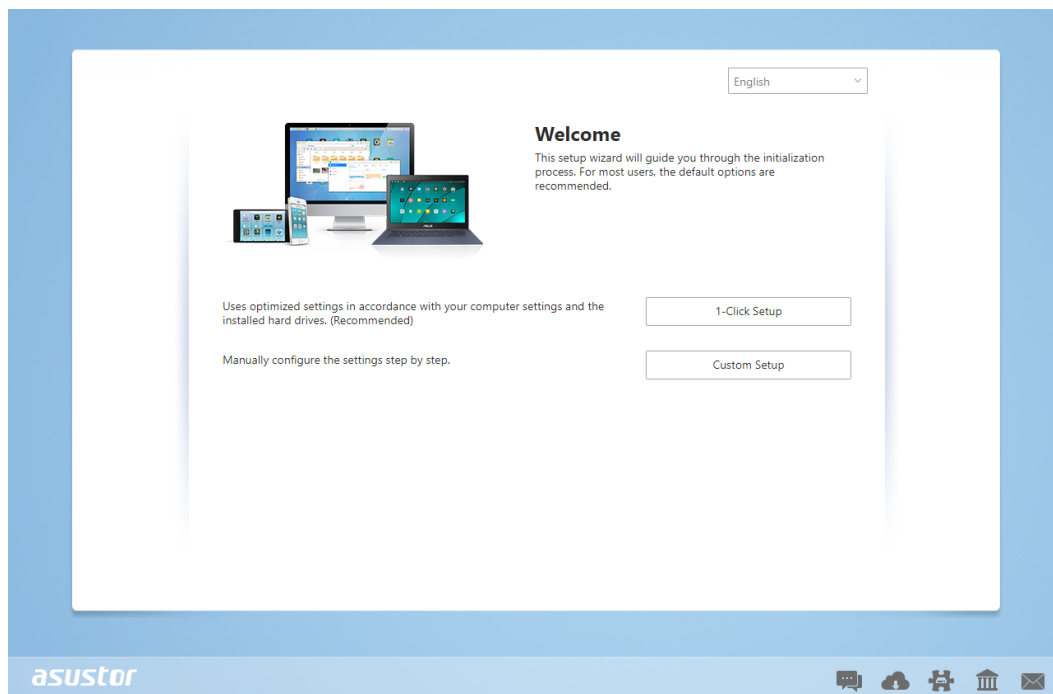 English
Welcome
This setup wizard will guide you through the initialization
process. For most users, the default options are
recommended.
Uses optimized settings in accordance with your computer settings and the
installed hard drives. (Recommended)
1-Click Setup
Manually configure the settings step by step.
Custom Setup
asustor